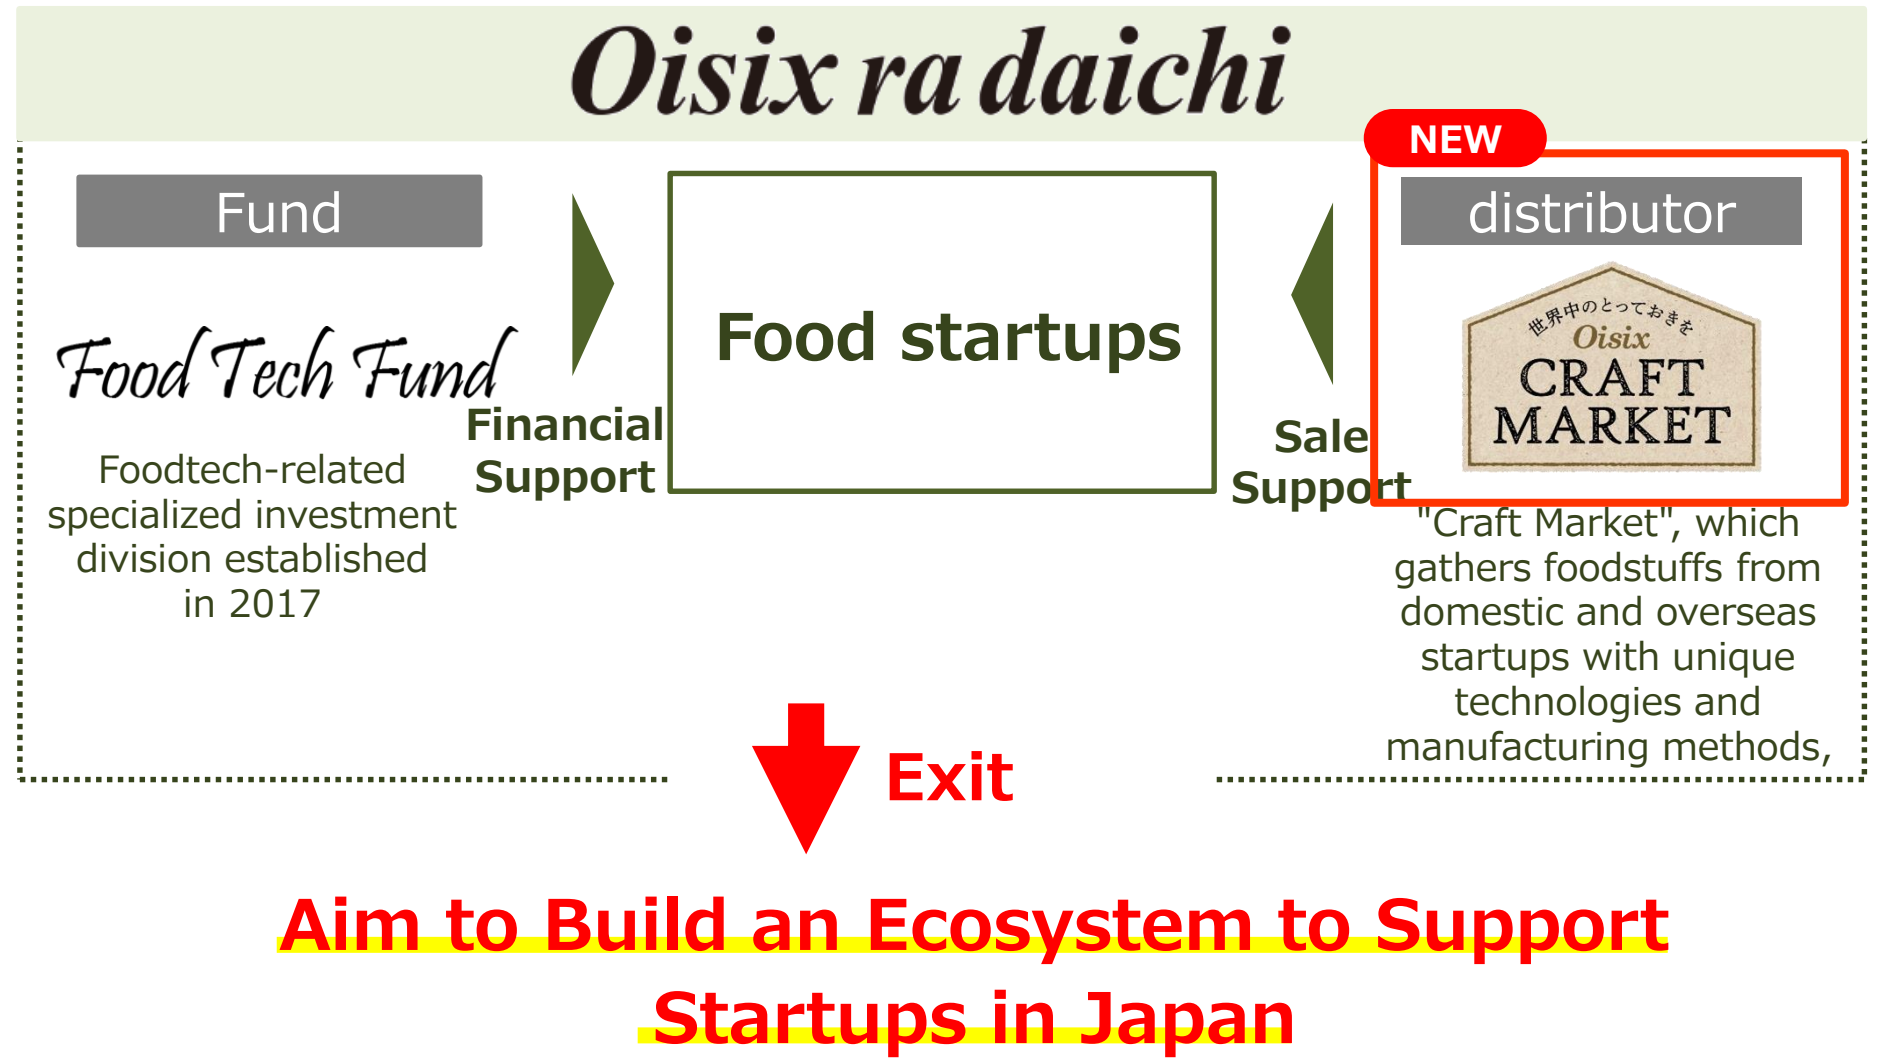 Oisix ra daichi
NEW
Fund
Food Tech Fund
Foodtech-related
specialized investment
division established
in 2017
Financial
Support
Food startups
Sale
Support
distributor
世界中のとっておきを
Oisix
CRAFT
MARKET
"Craft Market", which
gathers foodstuffs from
domestic and overseas
startups with unique
technologies and
manufacturing methods,
Exit
Aim to Build an Ecosystem to Support
Startups in Japan